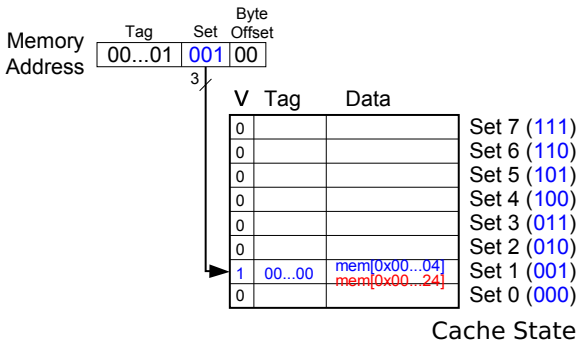 Byte
Tag Set Offset
Memory Address 00...01 001 00
3
V Tag Data
0 Set 7 (111)
0 Set 6 (110)
0 Set 5 (101)
0 Set 4 (100)
0 Set 3 (011)
0 Set 2 (010)
1 00...00 mem[0x00...04] Set 1 (001)
mem[0x00...24]
0 Set 0 (000)
Cache State